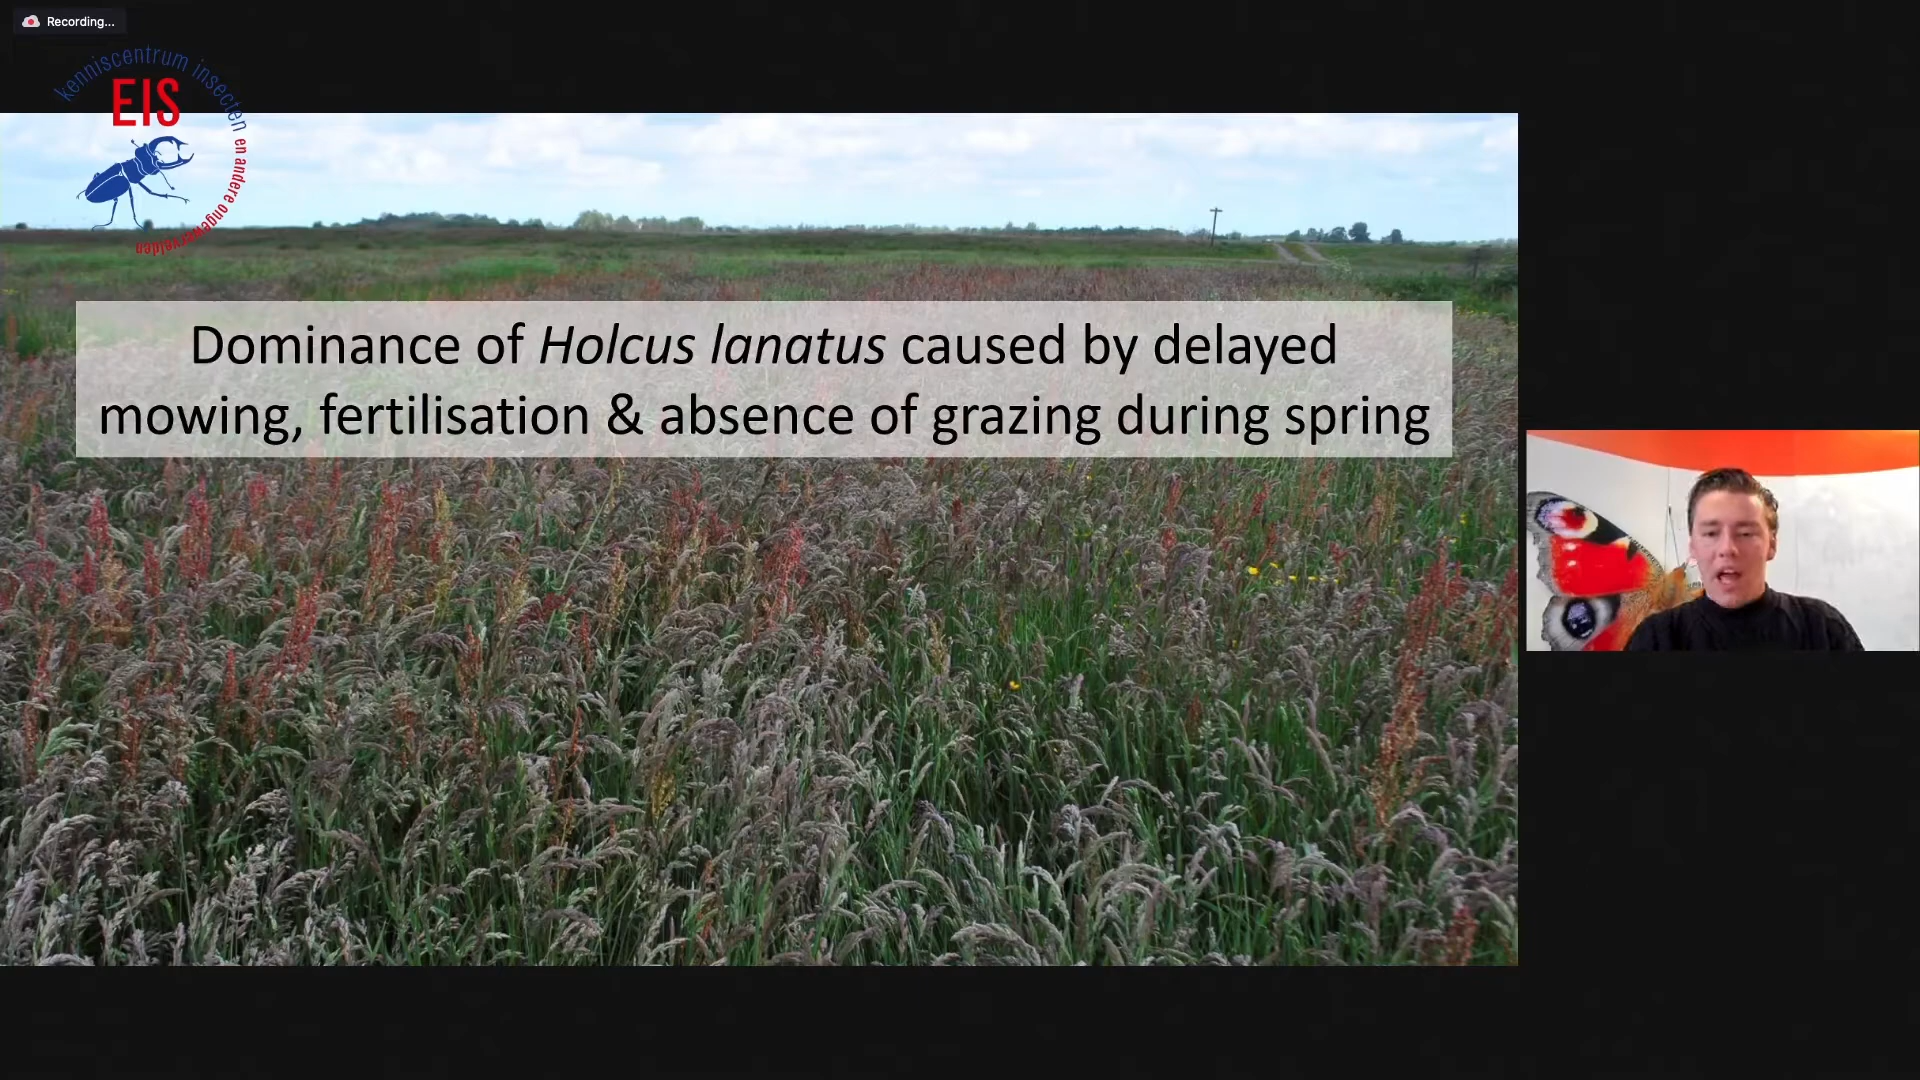 Recording...
kenniscentrum insecten en andere ongewervelden
EIS
Dominance of Holcus lanatus caused by delayed
mowing, fertilisation & absence of grazing during spring